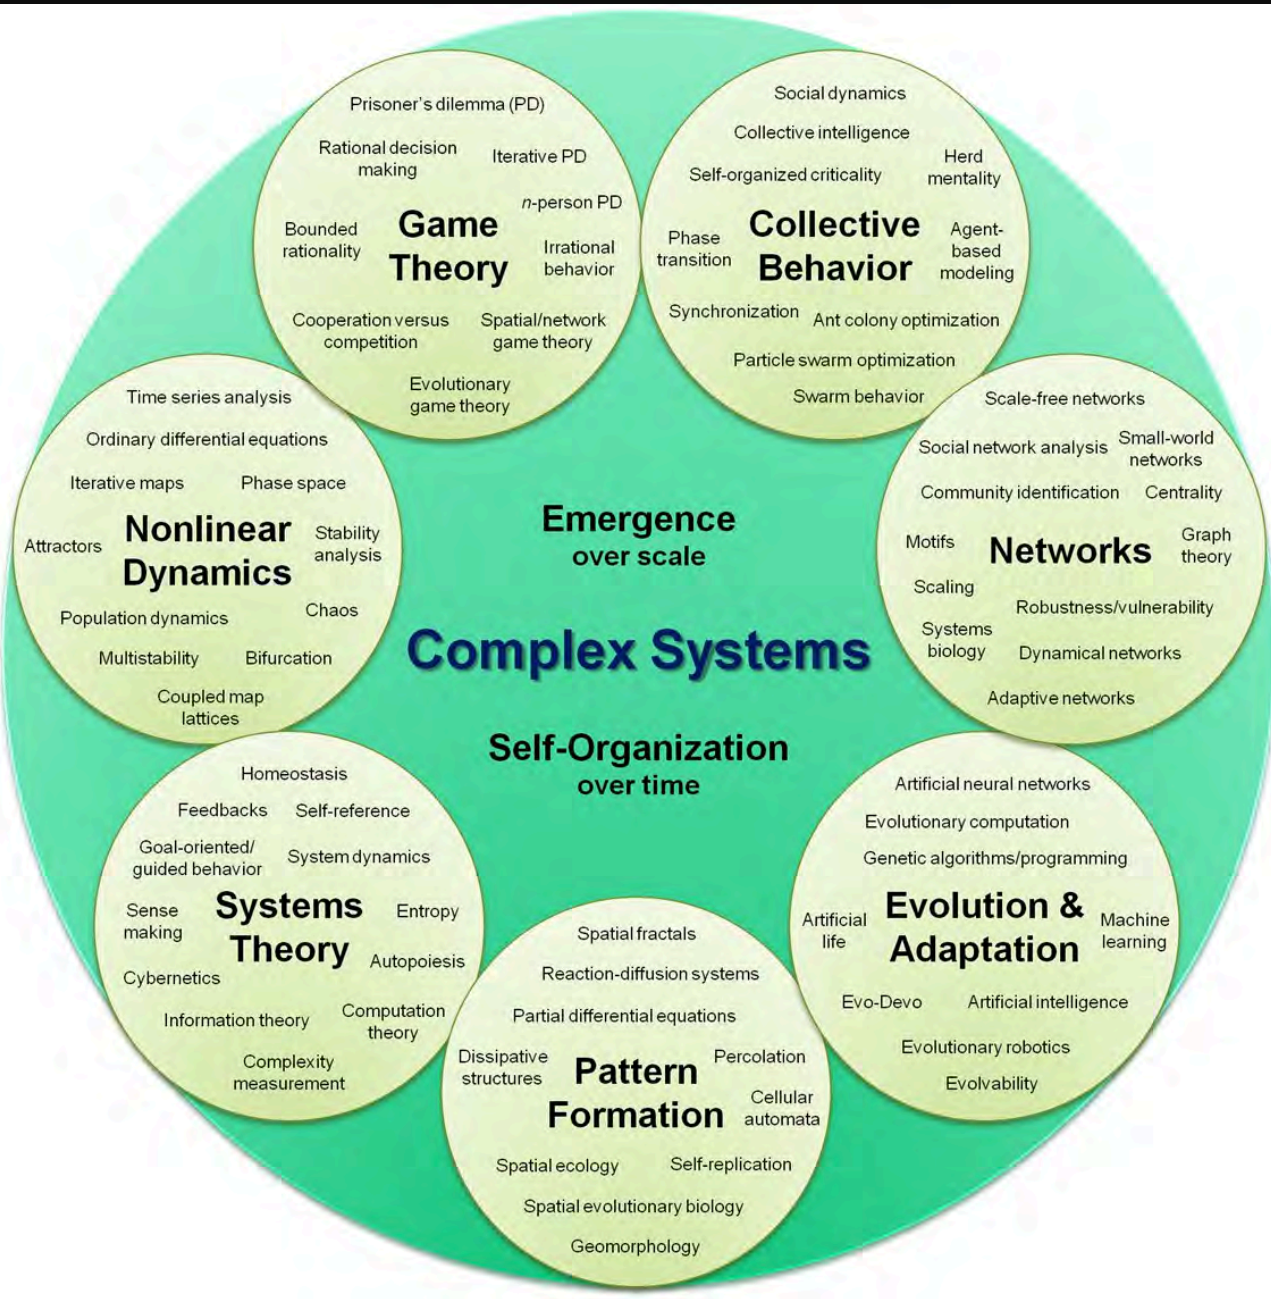 Prisoner's dilemma (PD)
Rational decision
making
Iterative PD
n-person PD
Bounded
rationality
Game
Theory
Irrational
behavior
Cooperation versus
competition
Spatial/network
game theory
Evolutionary
game theory
Social dynamics
Collective intelligence
Herd
mentality
Self-organized criticality
Phase
transition
Collective
Behavior
Agent-
based
modeling
Synchronization
Ant colony optimization
Particle swarm optimization
Swarm behavior
Time series analysis
Ordinary differential equations
Iterative maps
Phase space
Attractors
Nonlinear
Dynamics
Stability
analysis
Population dynamics
Chaos
Multistability
Bifurcation
Coupled map
lattices
Emergence
over scale
Complex Systems
Self-Organization
over time
Scale-free networks
Social network analysis
Small-world
networks
Community identification
Centrality
Motifs
Networks
Graph
theory
Scaling
Robustness/vulnerability
Systems
biology
Dynamical networks
Adaptive networks
Homeostasis
Feedbacks
Self-reference
Goal-oriented/
guided behavior
System dynamics
Sense
making
Systems
Theory
Entropy
Autopoiesis
Cybernetics
Information theory
Computation
theory
Complexity
measurement
Spatial fractals
Reaction-diffusion systems
Partial differential equations
Dissipative
structures
Pattern
Formation
Percolation
Cellular
automata
Spatial ecology
Self-replication
Spatial evolutionary biology
Geomorphology
Artificial neural networks
Evolutionary computation
Genetic algorithms/programming
Artificial
life
Evolution &
Adaptation
Machine
learning
Evo-Devo
Artificial intelligence
Evolutionary robotics
Evolvability